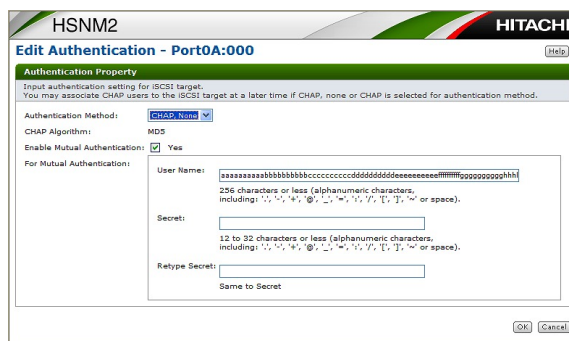 HSNM2
HITACHI
Edit Authentication - Port0A:000
Help
Authentication Property
Input authentication setting for iSCSI target.
You may associate CHAP users to the iSCSI target at a later time if CHAP, none or CHAP is selected for authentication method.
Authentication Method:
CHAP, None
CHAP Algorithm:
MD5
Enable Mutual Authentication:
Yes
For Mutual Authentication:
User Name:
aaaaaaaaaabbbbbbbbbbccccccccccddddddddddeeeeeeeeeeffffffffffgggggggggghhhl
256 characters or less (alphanumeric characters,
including: '.', '-', '+', '@', '_', '=', ':', '/', '[', ']', '~' or space).
Secret:
12 to 32 characters or less (alphanumeric characters,
including: '.', '-', '+', '@', '_', '=', ':', '/', '[', ']', '~' or space).
Retype Secret:
Same to Secret
OK
Cancel